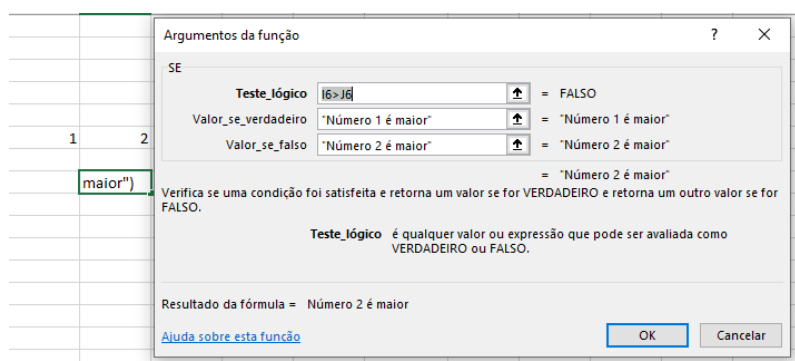 Argumentos da função ? ×
SE
Teste_lógico I6>J6 = FALSO
Valor_se_verdadeiro "Número 1 é maior" = "Número 1 é maior"
1 2 Valor_se_falso "Número 2 é maior" = "Número 2 é maior"
= "Número 2 é maior"
maior")
Verifica se uma condição foi satisfeita e retorna um valor se for VERDADEIRO e retorna um outro valor se for
FALSO.
Teste_lógico é qualquer valor ou expressão que pode ser avaliada como
VERDADEIRO ou FALSO.
Resultado da fórmula = Número 2 é maior
Ajuda sobre esta função OK Cancelar